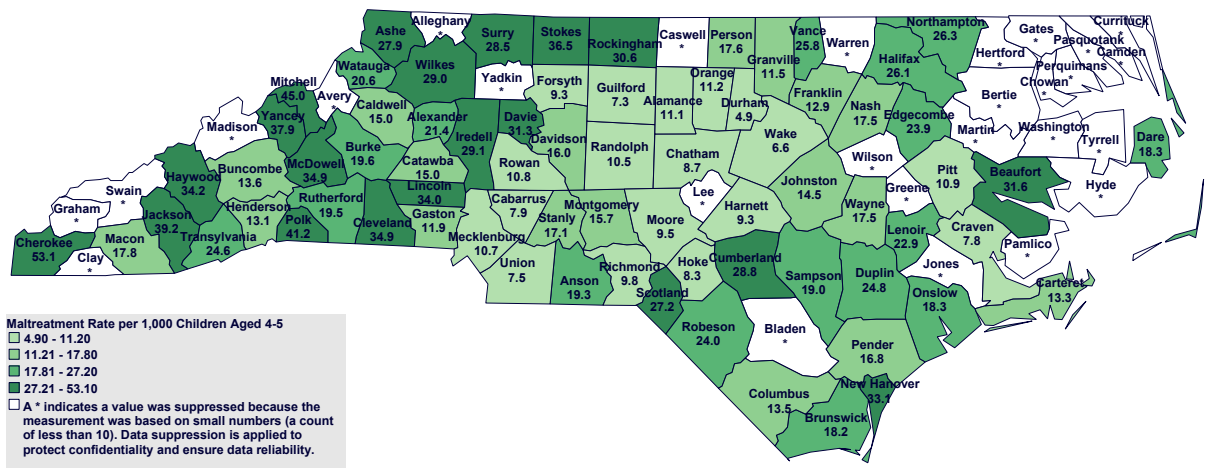 Alleghany
*
Ashe
27.9
Surry
28.5
Stokes
36.5
Rockingham
30.6
Caswell
*
Person
17.6
Vance
25.8
Warren
*
Northampton
26.3
Gates
*
Currituck
*
Pasquotank
*
Camden
*
Hertford
*
Perquimans
*
Chowan
*
Granville
11.5
Halifax
26.1
Watauga
20.6
Wilkes
29.0
Yadkin
*
Forsyth
9.3
Guilford
7.3
Orange
11.2
Alamance
11.1
Durham
4.9
Franklin
12.9
Nash
17.5
Edgecombe
23.9
Bertie
*
Martin
*
Washington
*
Tyrrell
*
Dare
18.3
Mitchell
45.0
Avery
*
Yancey
37.9
Caldwell
15.0
Alexander
21.4
Iredell
29.1
Davie
31.3
Davidson
16.0
Randolph
10.5
Chatham
8.7
Wake
6.6
Wilson
*
Greene
*
Pitt
10.9
Beaufort
31.6
Hyde
*
Madison
*
Buncombe
13.6
McDowell
34.9
Burke
19.6
Catawba
15.0
Rowan
10.8
Lincoln
34.0
Haywood
34.2
Swain
*
Graham
*
Jackson
39.2
Henderson
13.1
Rutherford
19.5
Polk
41.2
Cleveland
34.9
Gaston
11.9
Cabarrus
7.9
Stanly
17.1
Montgomery
15.7
Moore
9.5
Lee
*
Harnett
9.3
Johnston
14.5
Wayne
17.5
Lenoir
22.9
Craven
7.8
Pamlico
*
Cherokee
53.1
Clay
*
Macon
17.8
Transylvania
24.6
Mecklenburg
10.7
Union
7.5
Anson
19.3
Richmond
9.8
Hoke
8.3
Cumberland
28.8
Sampson
19.0
Duplin
24.8
Jones
*
Onslow
18.3
Carteret
13.3
Scotland
27.2
Robeson
24.0
Bladen
*
Pender
16.8
Columbus
13.5
New Hanover
33.1
Brunswick
18.2
Maltreatment Rate per 1,000 Children Aged 4-5
4.90 - 11.20
11.21 - 17.80
17.81 - 27.20
27.21 - 53.10
A * indicates a value was suppressed because the
measurement was based on small numbers (a count
of less than 10). Data suppression is applied to
protect confidentiality and ensure data reliability.